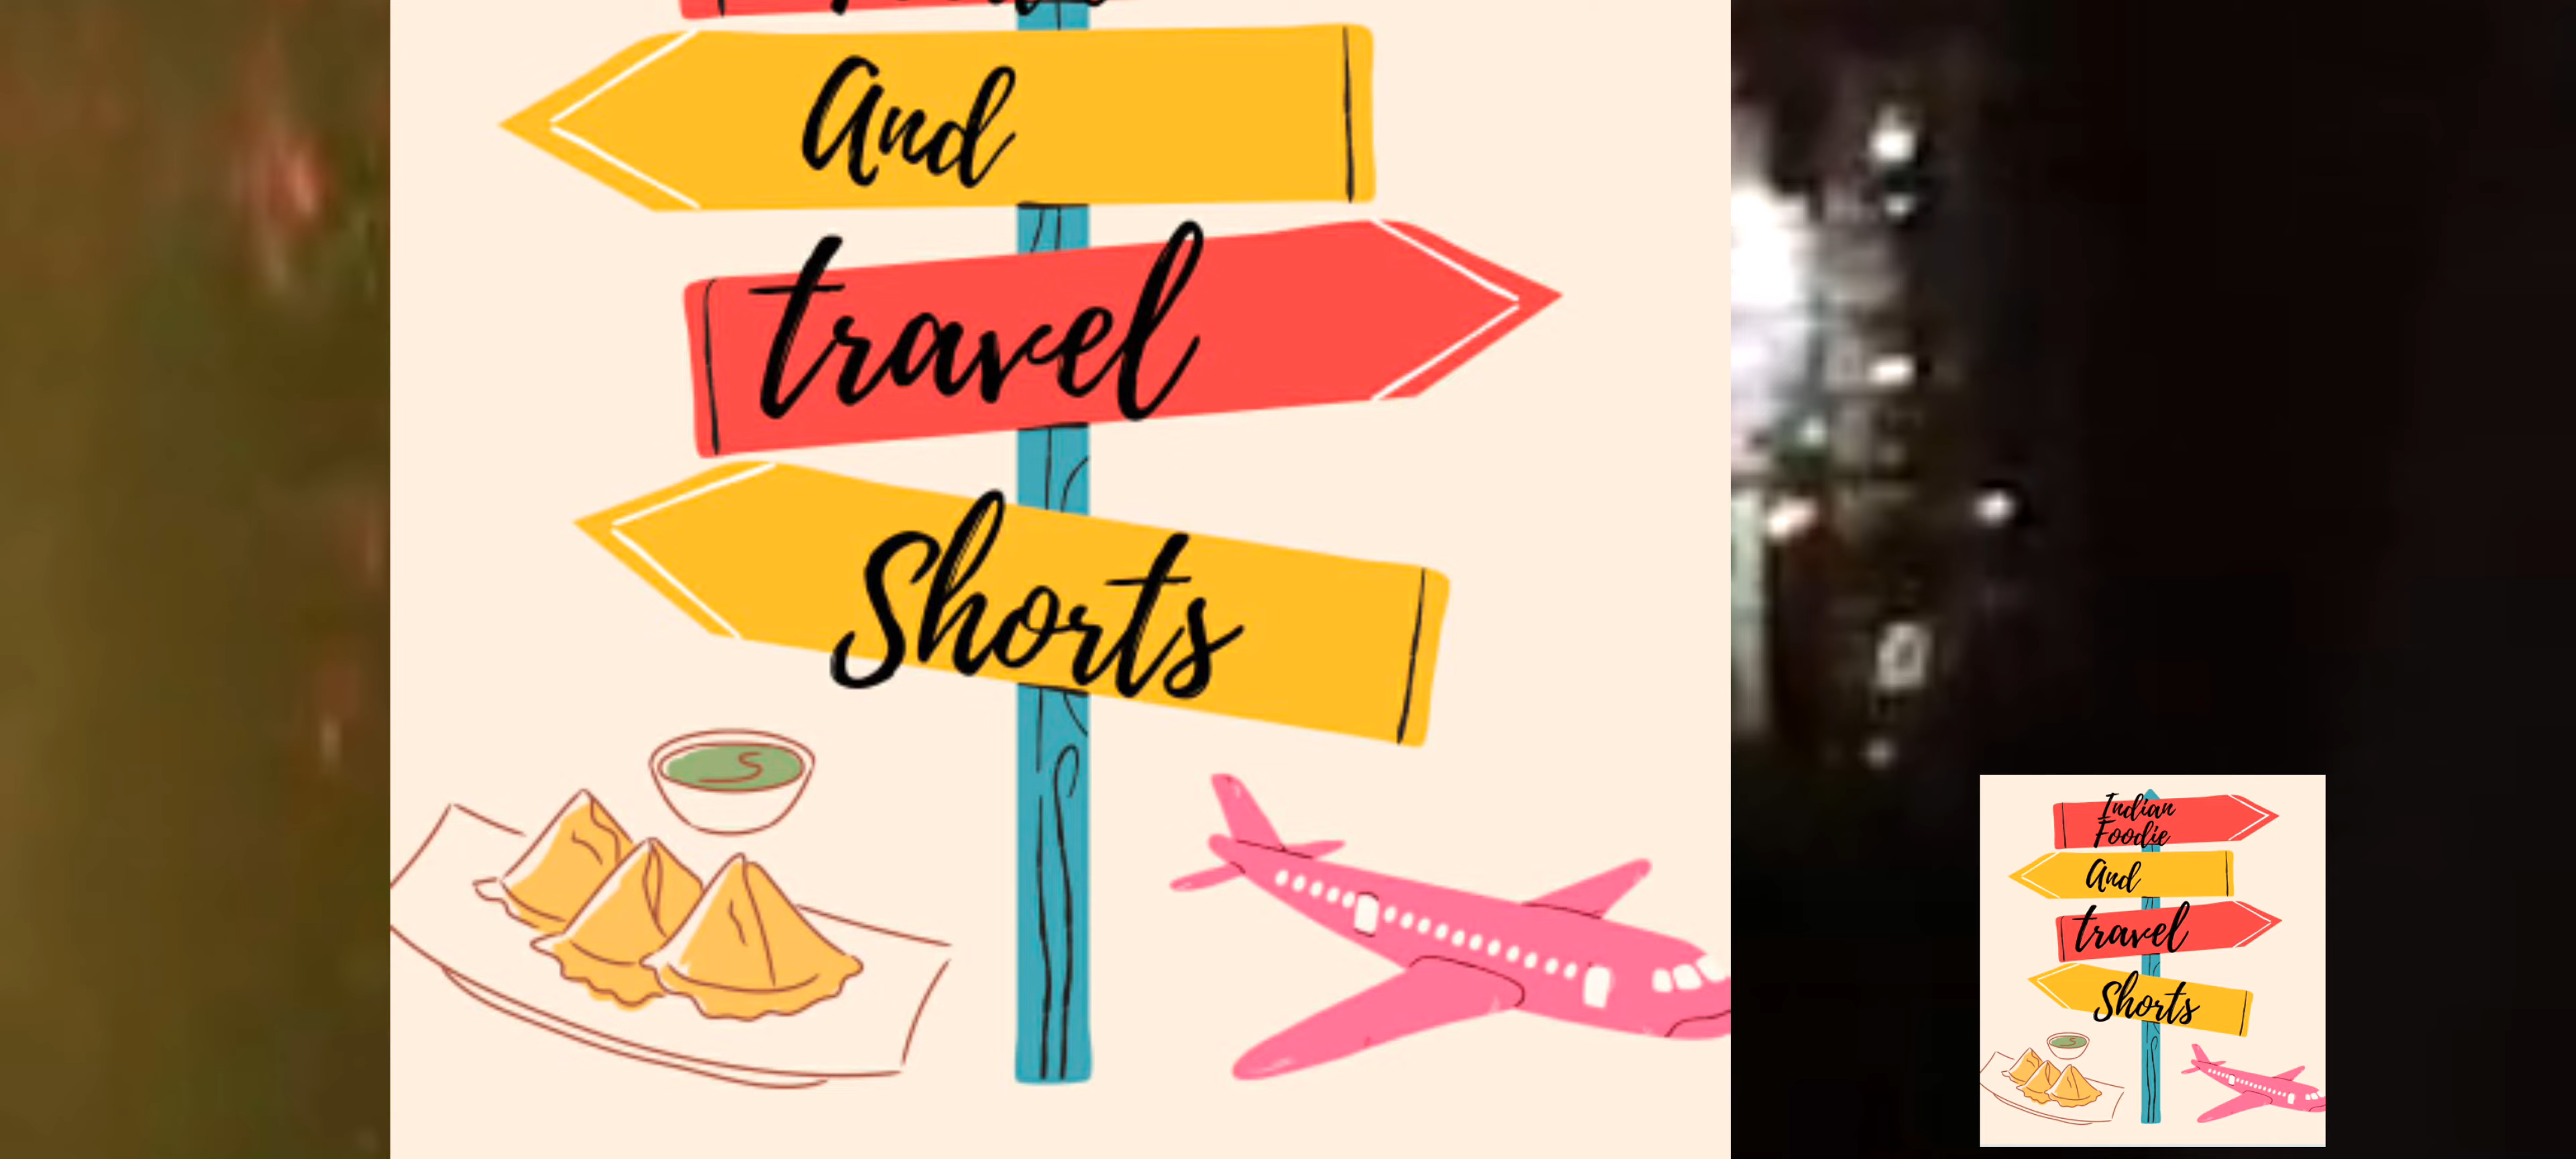 And
travel
Shorts
Indian
Foodie
And
travel
Shorts